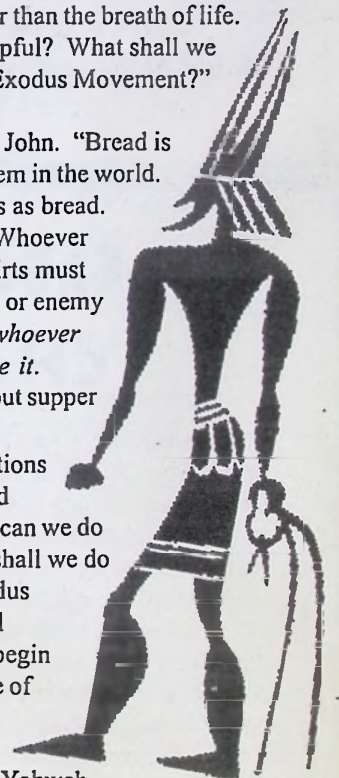 r than the breath of life.
pful? What shall we
Exodus Movement?”
John. “Bread is
em in the world.
s as bread.
Whoever
rts must
or enemy
whoever
e it.
out supper
tions
d
can we do
shall we do
dus
l
begin
e of
Yahweh